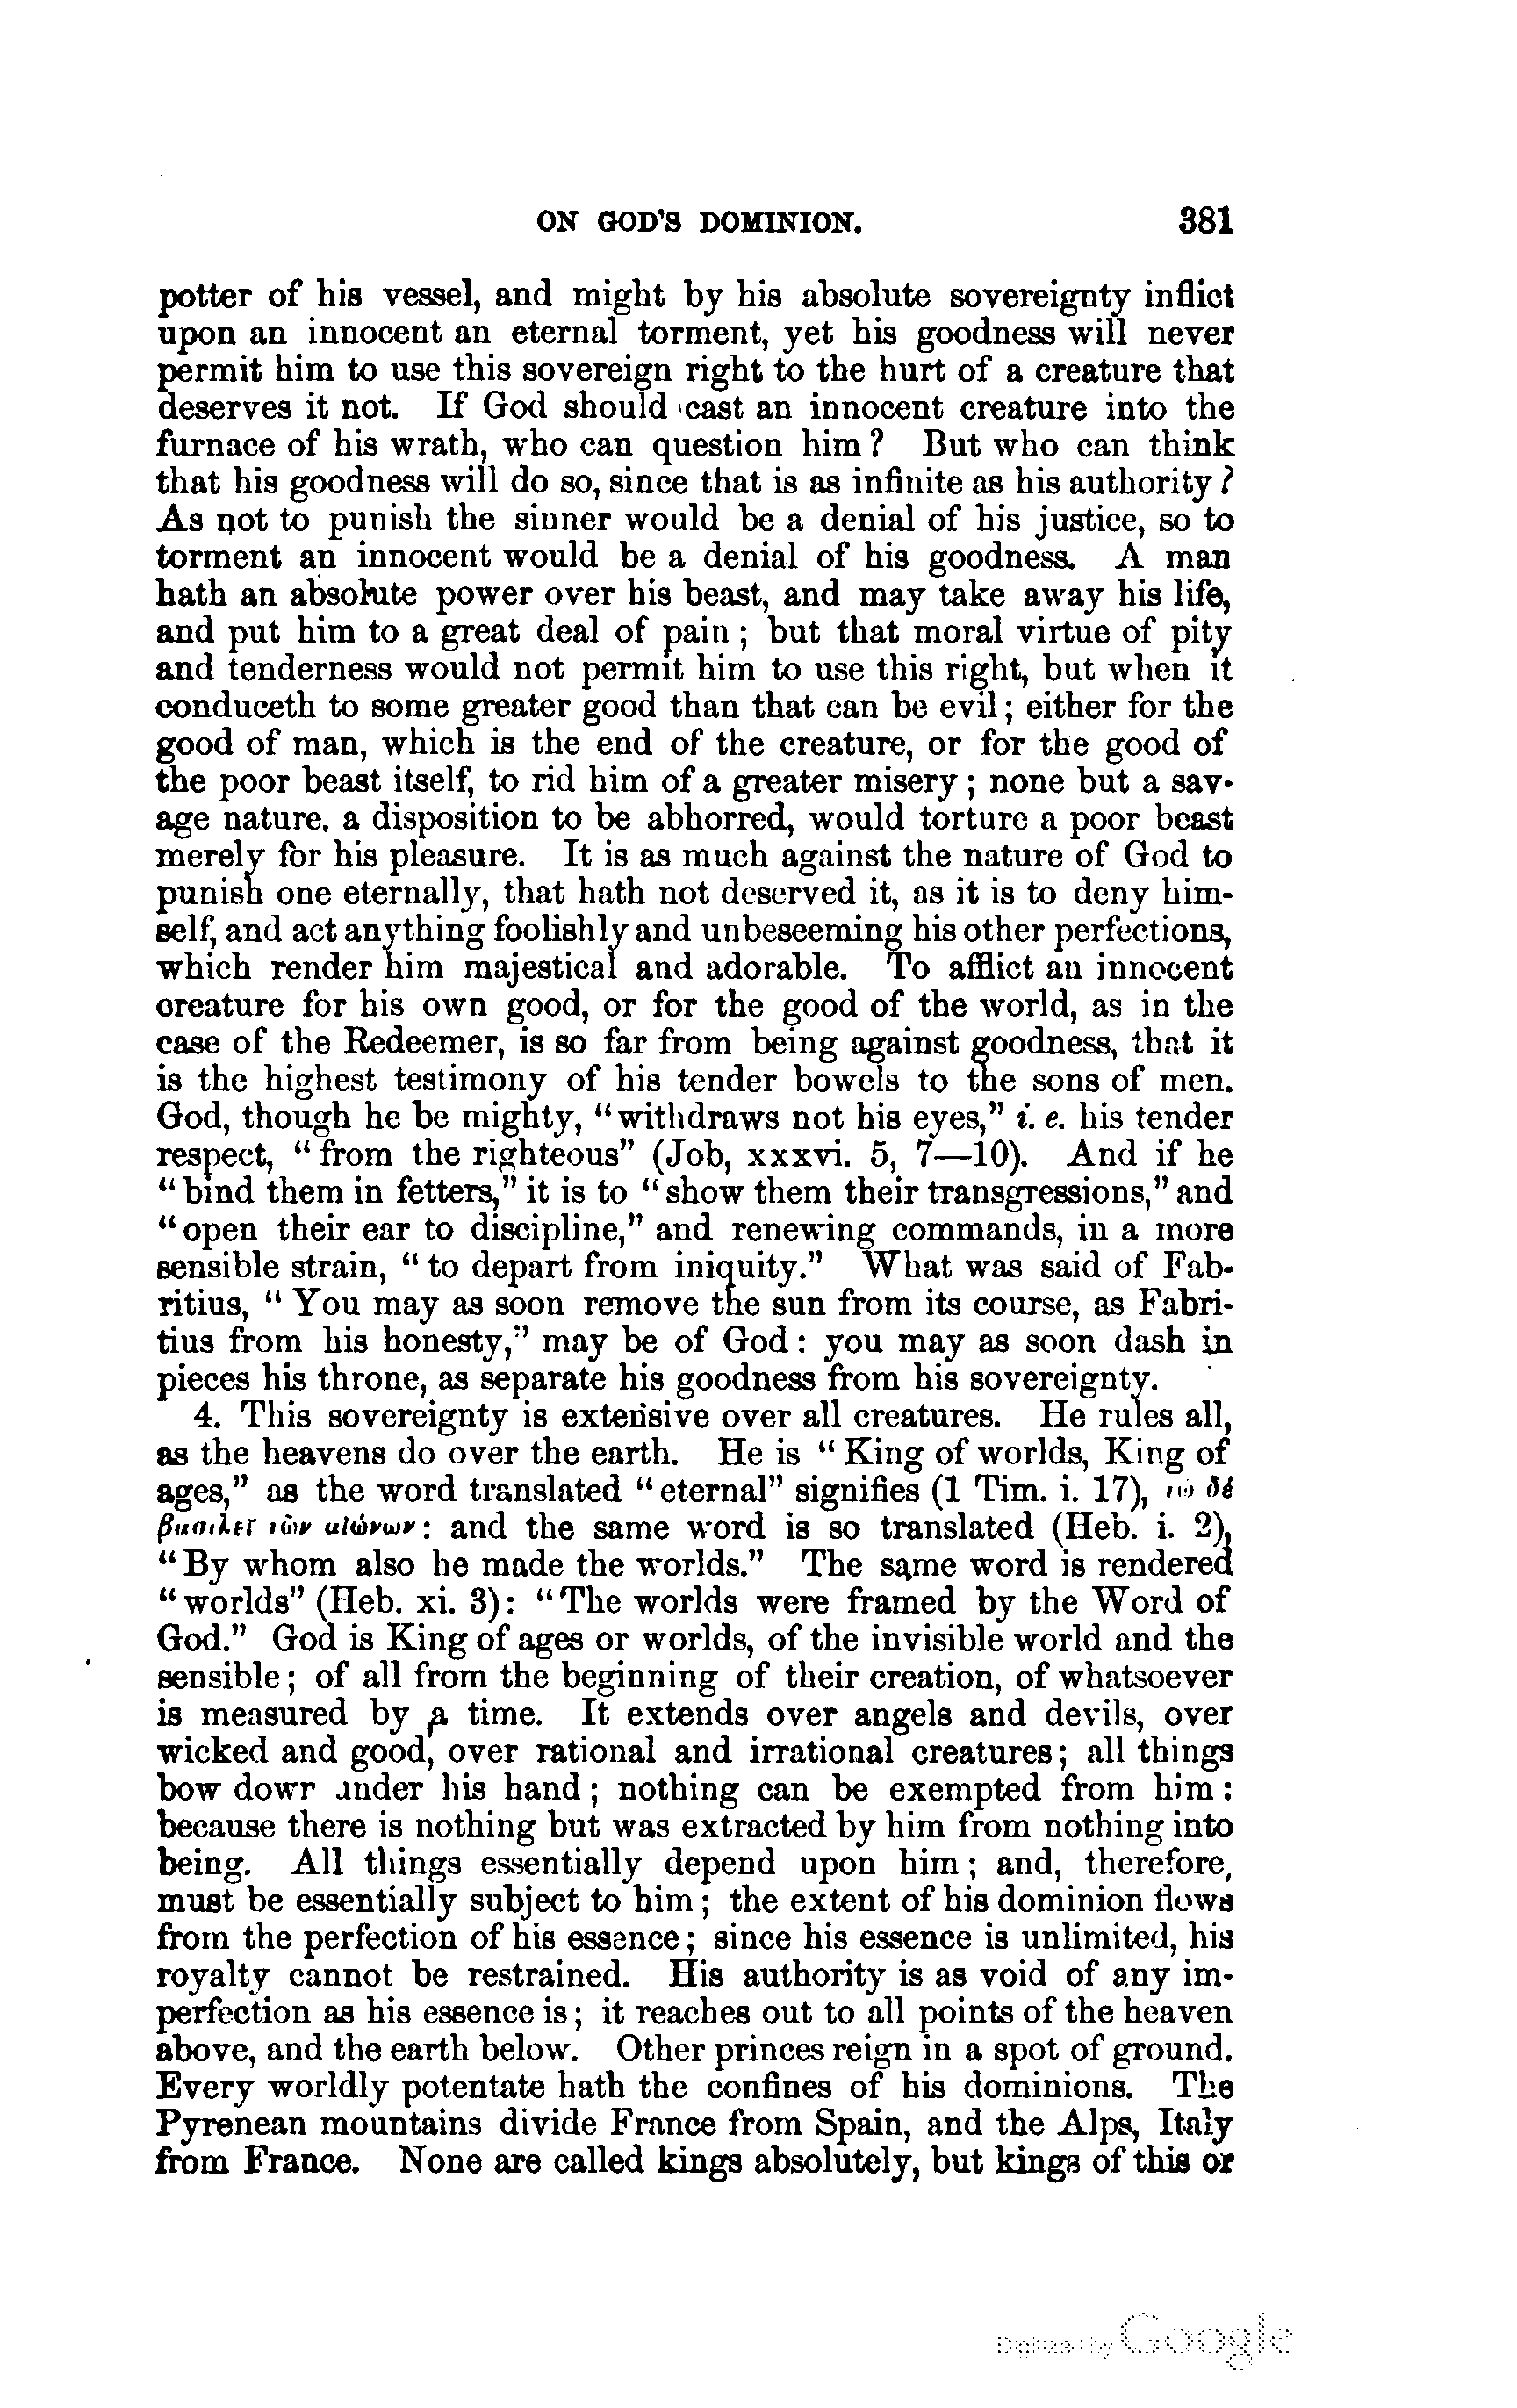 ON GOD'S DOMINION. 381
potter of his vessel, and might by his absolute sovereignty inflict
upon an innocent an eternal torment, yet his goodness will never
permit him to use this sovereign right to the hurt of a creature that
deserves it not. If God should cast an innocent creature into the
furnace of his wrath, who can question him? But who can think
that his goodness will do so, since that is as infinite as his authority?
As not to punish the sinner would be a denial of his justice, so to
torment an innocent would be a denial of his goodness. A man
hath an absolute power over his beast, and may take away his life,
and put him to a great deal of pain; but that moral virtue of pity
and tenderness would not permit him to use this right, but when it
conduceth to some greater good than that can be evil; either for the
good of man, which is the end of the creature, or for the good of
the poor beast itself, to rid him of a greater misery; none but a sav-
age nature, a disposition to be abhorred, would torture a poor beast
merely for his pleasure. It is as much against the nature of God to
punish one eternally, that hath not deserved it, as it is to deny him-
self, and act anything foolishly and unbeseeming his other perfections,
which render him majestical and adorable. To afflict an innocent
creature for his own good, or for the good of the world, as in the
case of the Redeemer, is so far from being against goodness, that it
is the highest testimony of his tender bowels to the sons of men.
God, though he be mighty, "withdraws not his eyes," i. e. his tender
respect, "from the righteous" (Job, xxxvi. 5, 7—10). And if he
"bind them in fetters," it is to "show them their transgressions," and
"open their ear to discipline," and renewing commands, in a more
sensible strain, "to depart from iniquity." What was said of Fab-
ritius, "You may as soon remove the sun from its course, as Fabri-
tius from his honesty," may be of God: you may as soon dash in
pieces his throne, as separate his goodness from his sovereignty.
4. This sovereignty is extensive over all creatures. He rules all,
as the heavens do over the earth. He is "King of worlds, King of
ages," as the word translated "eternal" signifies (1 Tim. i. 17), τῷ δὲ
βασιλεῖ τῶν αἰώνων: and the same word is so translated (Heb. i. 2),
"By whom also he made the worlds." The same word is rendered
"worlds" (Heb. xi. 3): "The worlds were framed by the Word of
God." God is King of ages or worlds, of the invisible world and the
sensible; of all from the beginning of their creation, of whatsoever
is measured by a time. It extends over angels and devils, over
wicked and good, over rational and irrational creatures; all things
bow down under his hand; nothing can be exempted from him:
because there is nothing but was extracted by him from nothing into
being. All things essentially depend upon him; and, therefore,
must be essentially subject to him; the extent of his dominion flows
from the perfection of his essence; since his essence is unlimited, his
royalty cannot be restrained. His authority is as void of any im-
perfection as his essence is; it reaches out to all points of the heaven
above, and the earth below. Other princes reign in a spot of ground.
Every worldly potentate hath the confines of his dominions. The
Pyrenean mountains divide France from Spain, and the Alps, Italy
from France. None are called kings absolutely, but kings of this or
Digitized by Google